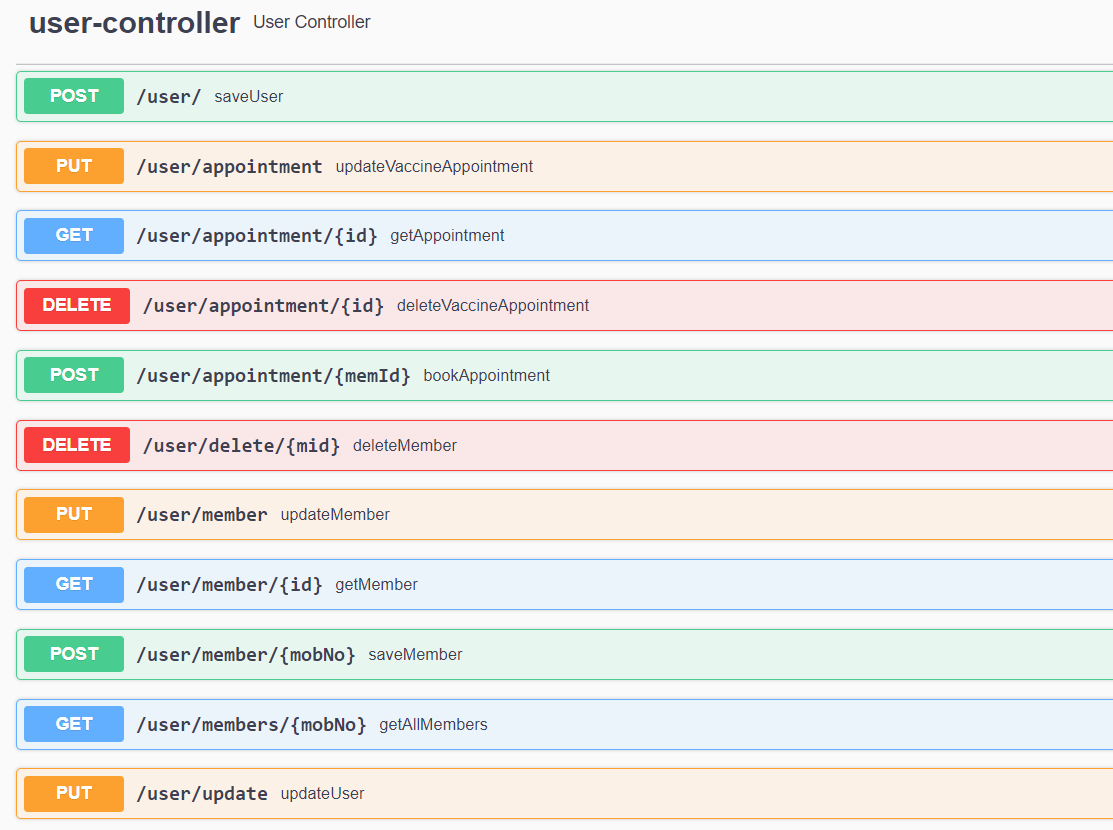 user-controller User Controller
POST /user/ saveUser
PUT /user/appointment updateVaccineAppointment
GET /user/appointment/{id} getAppointment
DELETE /user/appointment/{id} deleteVaccineAppointment
POST /user/appointment/{memId} bookAppointment
DELETE /user/delete/{mid} deleteMember
PUT /user/member updateMember
GET /user/member/{id} getMember
POST /user/member/{mobNo} saveMember
GET /user/members/{mobNo} getAllMembers
PUT /user/update updateUser